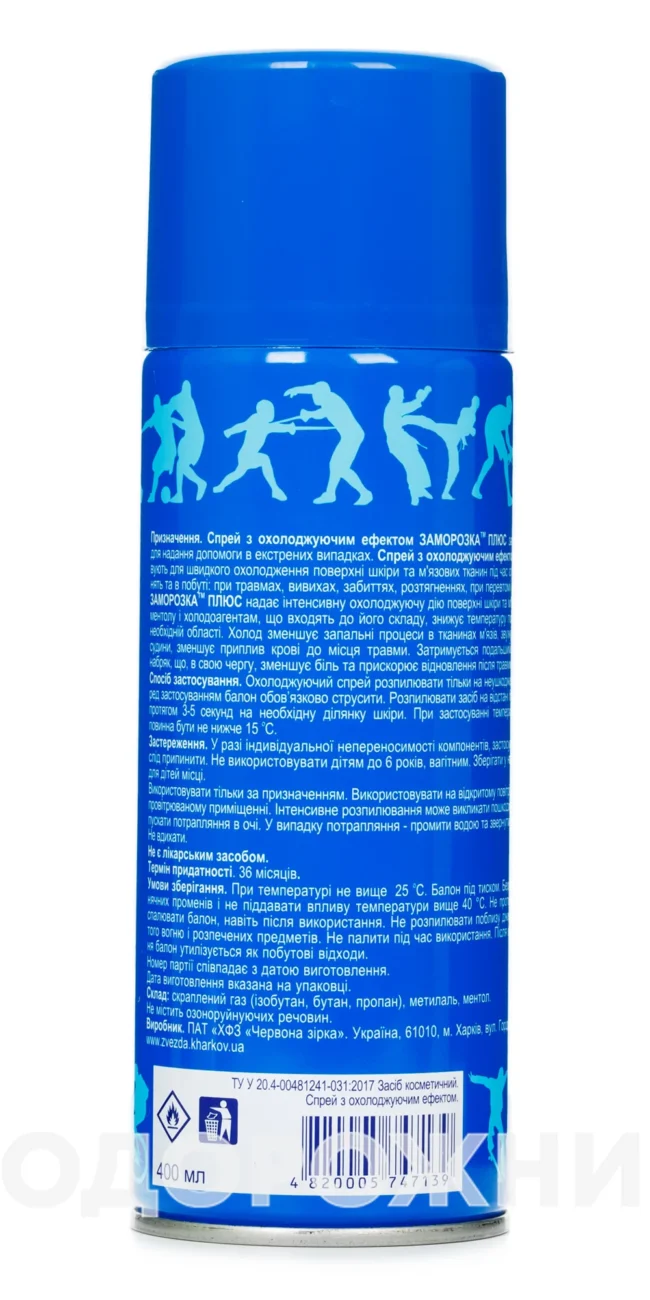 Призначення. Спрей з охолоджуючим ефектом ЗАМОРОЗКА™ ПЛЮС
для надання допомоги в екстрених випадках. Спрей з охолоджуючим
вують для швидкого охолодження поверхні шкіри та м'язових тканин під час
нять та в побуті: при травмах, вивихах, забиттях, розтягненнях, при
ЗАМОРОЗКА™ ПЛЮС надає інтенсивну охолоджуючу дію поверхні шкіри та
ментолу і холодоагентам, що входять до його складу, знижує температуру
необхідній області. Холод зменшує запальні процеси в тканинах м'язів,
судини, зменшує приплив крові до місця травми. Затримується
набряк, що, в свою чергу, зменшує біль та прискорює відновлення після
Спосіб застосування. Охолоджуючий спрей розпилювати тільки на
ред застосуванням балон обов'язково струсити. Розпилювати засіб на
протягом 3-5 секунд на необхідну ділянку шкіри. При застосуванні
повинна бути не нижче 15 °С.
Застереження. У разі індивідуальної непереносимості компонентів,
слід припинити. Не використовувати дітям до 6 років, вагітним. Зберігати у
для дітей місці.
Використовувати тільки за призначенням. Використовувати на відкритому
провітрюваному приміщенні. Інтенсивне розпилювання може викликати
пускати потрапляння в очі. У випадку потрапляння - промити водою та
Не вдихати.
Не є лікарським засобом.
Термін придатності. 36 місяців.
Умови зберігання. При температурі не вище 25 °С. Балон під тиском.
нячних променів і не піддавати впливу температури вище 40 °С. Не
спалювати балон, навіть після використання. Не розпилювати поблизу
того вогню і розпечених предметів. Не палити під час використання. Після
ня балон утилізується як побутові відходи.
Номер партії співпадає з датою виготовлення.
Дата виготовлення вказана на упаковці.
Склад: скраплений газ (ізобутан, бутан, пропан), метилаль, ментол.
Не містить озоноруйнуючих речовин.
Виробник. ПАТ «ХФЗ «Червона зірка». Україна, 61010, м. Харків, вул.
www.zvezda.kharkov.ua
ТУ У 20.4-00481241-031:2017 Засіб косметичний.
Спрей з охолоджуючим ефектом.
400 мл
4 820005 747139
ОДОРОЖНИ